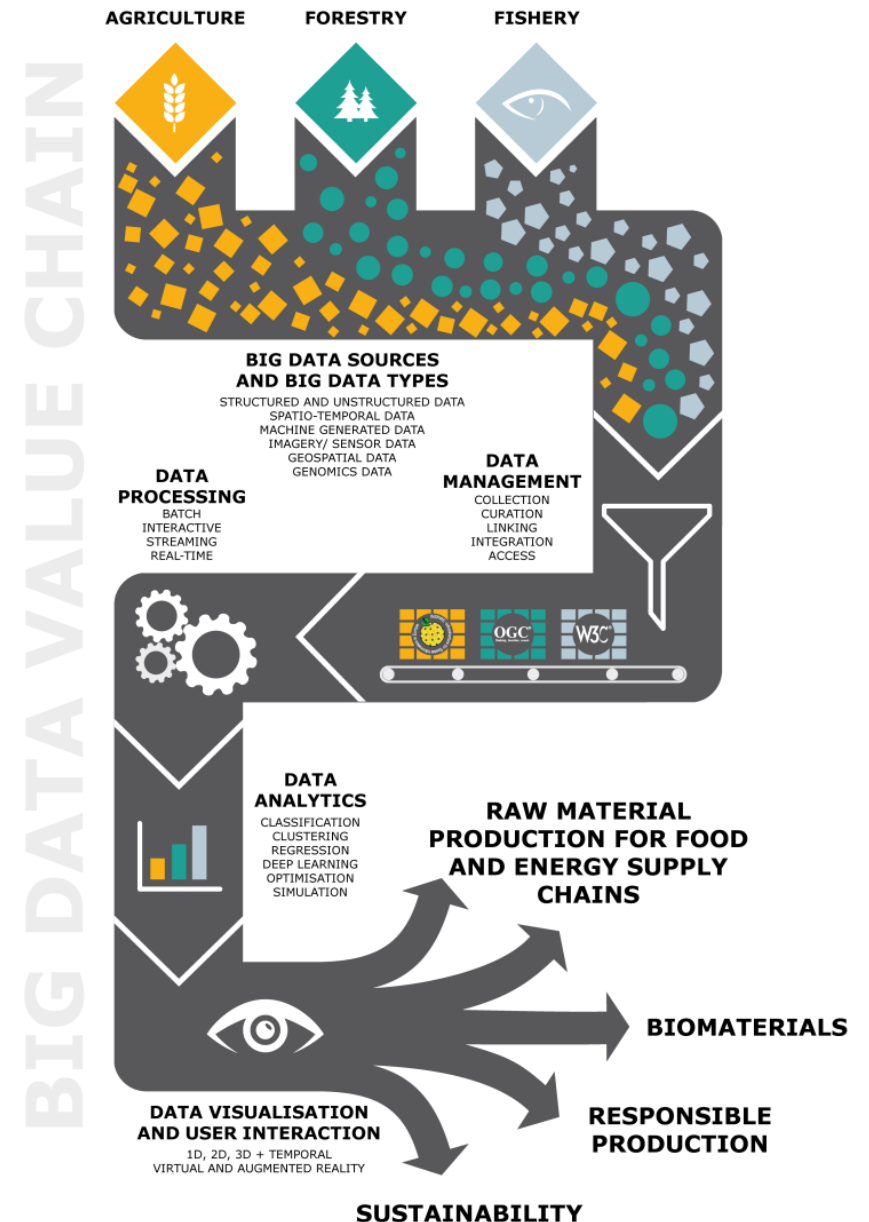 BIG DATA VALUE CHAIN
AGRICULTURE
FORESTRY
FISHERY
BIG DATA SOURCES
AND BIG DATA TYPES
STRUCTURED AND UNSTRUCTURED DATA
SPATIO-TEMPORAL DATA
MACHINE GENERATED DATA
IMAGERY/ SENSOR DATA
GEOSPATIAL DATA
GENOMICS DATA
DATA
MANAGEMENT
COLLECTION
CURATION
LINKING
INTEGRATION
ACCESS
OGC®
W3C®
DATA
PROCESSING
BATCH
INTERACTIVE
STREAMING
REAL-TIME
DATA
ANALYTICS
CLASSIFICATION
CLUSTERING
REGRESSION
DEEP LEARNING
OPTIMISATION
SIMULATION
RAW MATERIAL
PRODUCTION FOR FOOD
AND ENERGY SUPPLY
CHAINS
BIOMATERIALS
RESPONSIBLE
PRODUCTION
DATA VISUALISATION
AND USER INTERACTION
1D, 2D, 3D + TEMPORAL
VIRTUAL AND AUGMENTED REALITY
SUSTAINABILITY